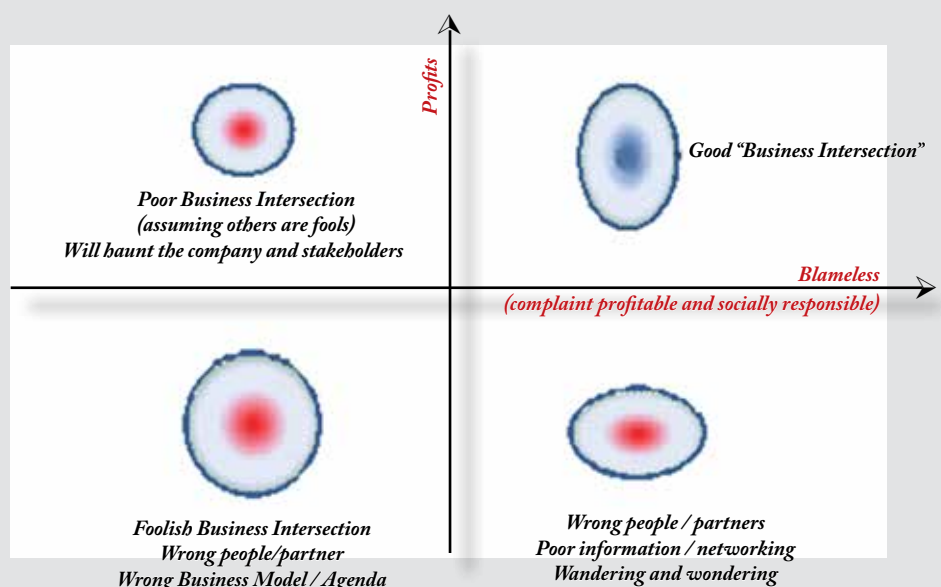 Profits
Good “Business Intersection”
Poor Business Intersection
(assuming others are fools)
Will haunt the company and stakeholders
Blameless
(complaint profitable and socially responsible)
Foolish Business Intersection
Wrong people/partner
Wrong Business Model / Agenda
Wrong people / partners
Poor information / networking
Wandering and wondering